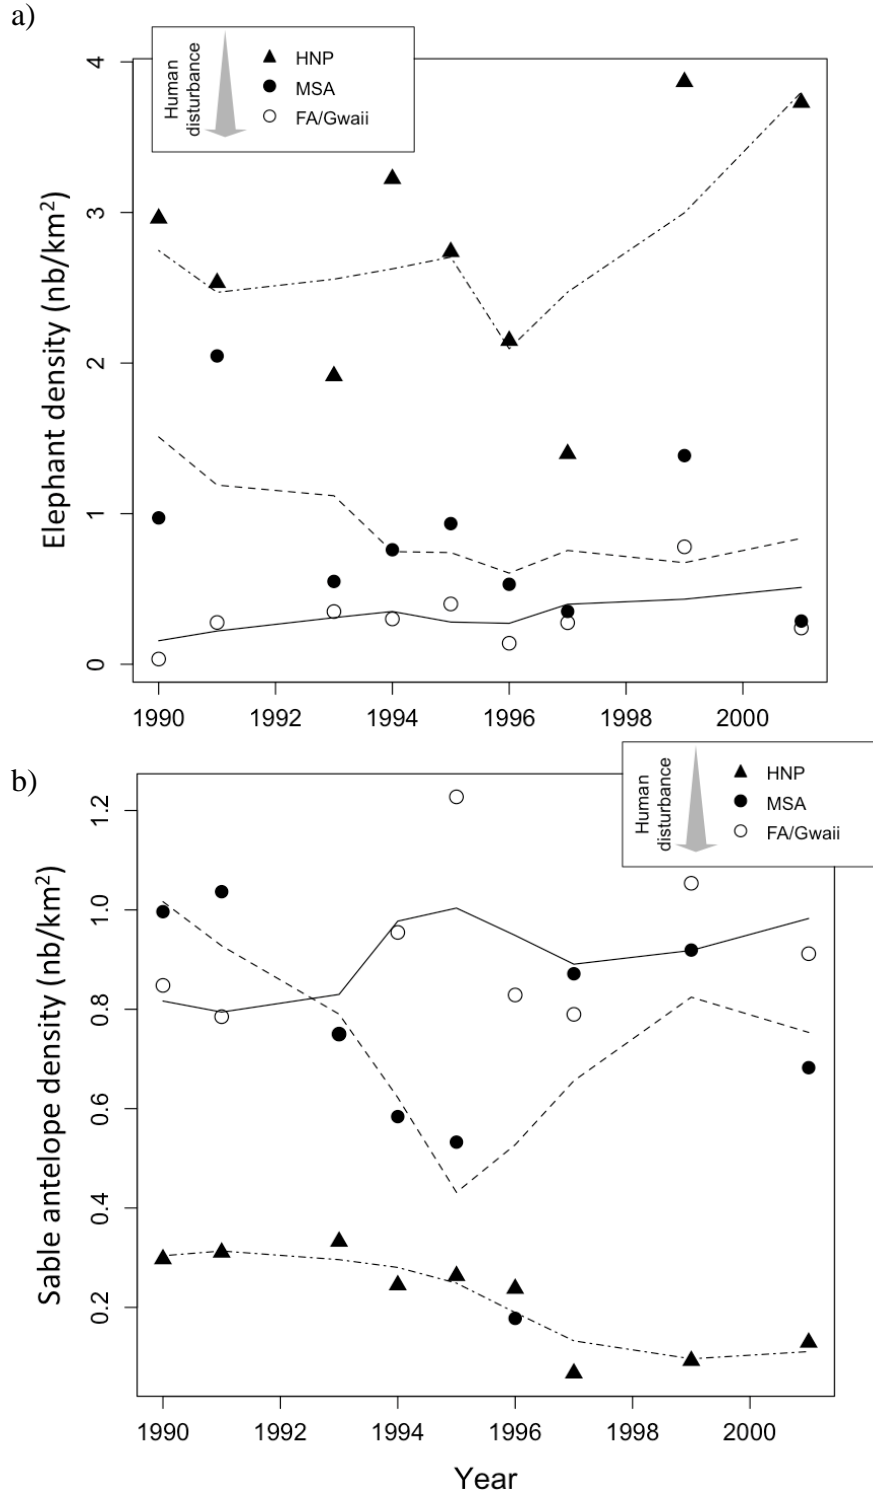 a)
Human
disturbance
HNP
MSA
FA/Gwaii
Elephant density (nb/km²)
4
3
2
1
0
1990 1992 1994 1996 1998 2000
b)
Human
disturbance
HNP
MSA
FA/Gwaii
Sable antelope density (nb/km²)
1.2
1.0
0.8
0.6
0.4
0.2
1990 1992 1994 1996 1998 2000
Year